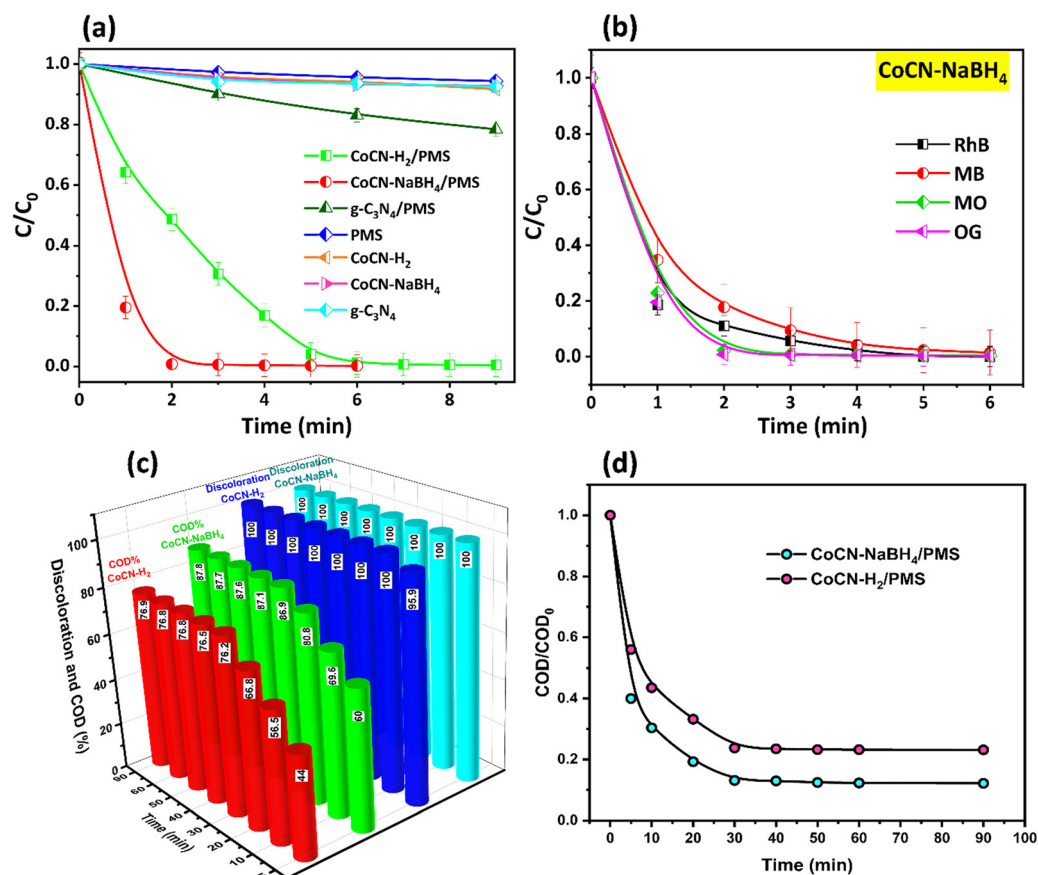 (a)
C/C0
1.0
0.8
0.6
0.4
0.2
0.0
0 2 4 6 8
Time (min)
CoCN-H2/PMS
CoCN-NaBH4/PMS
g-C3N4/PMS
PMS
CoCN-H2
CoCN-NaBH4
g-C3N4
(b)
C/C0
1.0
0.8
0.6
0.4
0.2
0.0
0 1 2 3 4 5 6
Time (min)
CoCN-NaBH4
RhB
MB
MO
OG
(c)
Discoloration and COD (%)
100
80
60
40
20
0
90 60 50 40 30 20 10
Time (min)
COD%
CoCN-H2
76.9 76.8 76.8 76.5 76.2 66.8 56.5 44
COD%
CoCN-NaBH4
87.8 87.7 87.6 87.1 86.9 80.8 69.6 60
Discoloration
CoCN-H2
100 100 100 100 100 100 100 95.9
Discoloration
CoCN-NaBH4
100 100 100 100 100 100 100 100
(d)
COD/COD0
1.0
0.8
0.6
0.4
0.2
0.0
0 10 20 30 40 50 60 70 80 90 100
Time (min)
CoCN-NaBH4/PMS
CoCN-H2/PMS